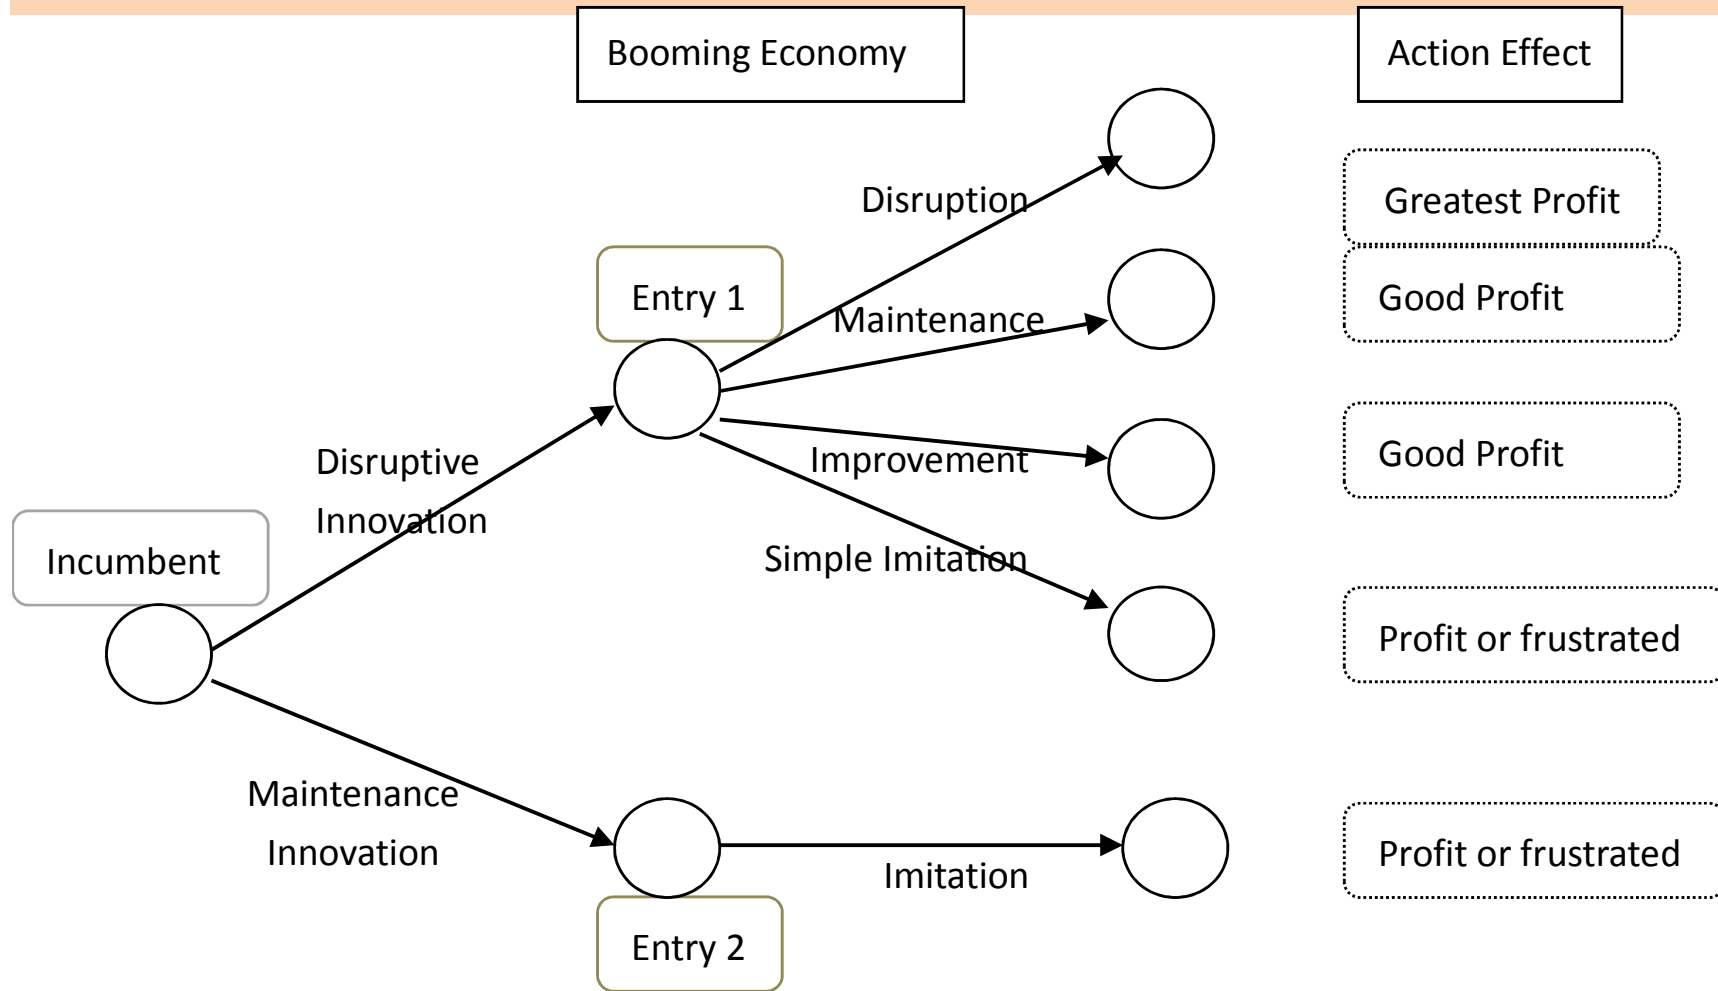 Booming Economy
Action Effect
Disruption
Greatest Profit
Entry 1
Good Profit
Maintenance
Disruptive
Innovation
Improvement
Good Profit
Incumbent
Simple Imitation
Profit or frustrated
Maintenance
Innovation
Imitation
Profit or frustrated
Entry 2